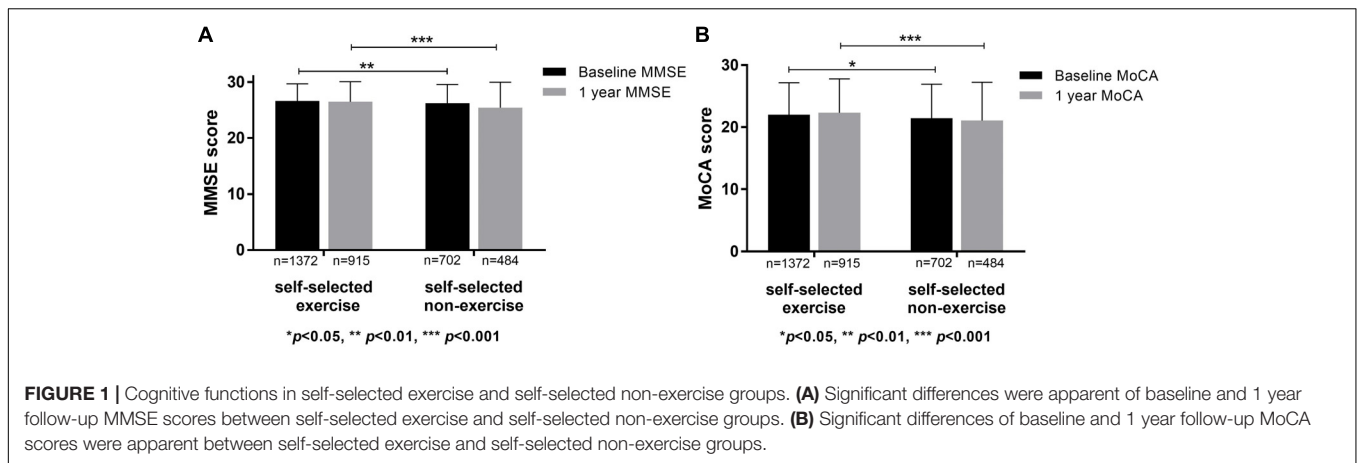 A
***
**
30
20
10
0
MMSE score
Baseline MMSE
1 year MMSE
n=1372 n=915 n=702 n=484
self-selected exercise
self-selected non-exercise
*p<0.05, ** p<0.01, *** p<0.001
B
***
*
30
20
10
0
MoCA score
Baseline MoCA
1 year MoCA
n=1372 n=915 n=702 n=484
self-selected exercise
self-selected non-exercise
*p<0.05, ** p<0.01, *** p<0.001
FIGURE 1 | Cognitive functions in self-selected exercise and self-selected non-exercise groups. (A) Significant differences were apparent of baseline and 1 year
follow-up MMSE scores between self-selected exercise and self-selected non-exercise groups. (B) Significant differences of baseline and 1 year follow-up MoCA
scores were apparent between self-selected exercise and self-selected non-exercise groups.